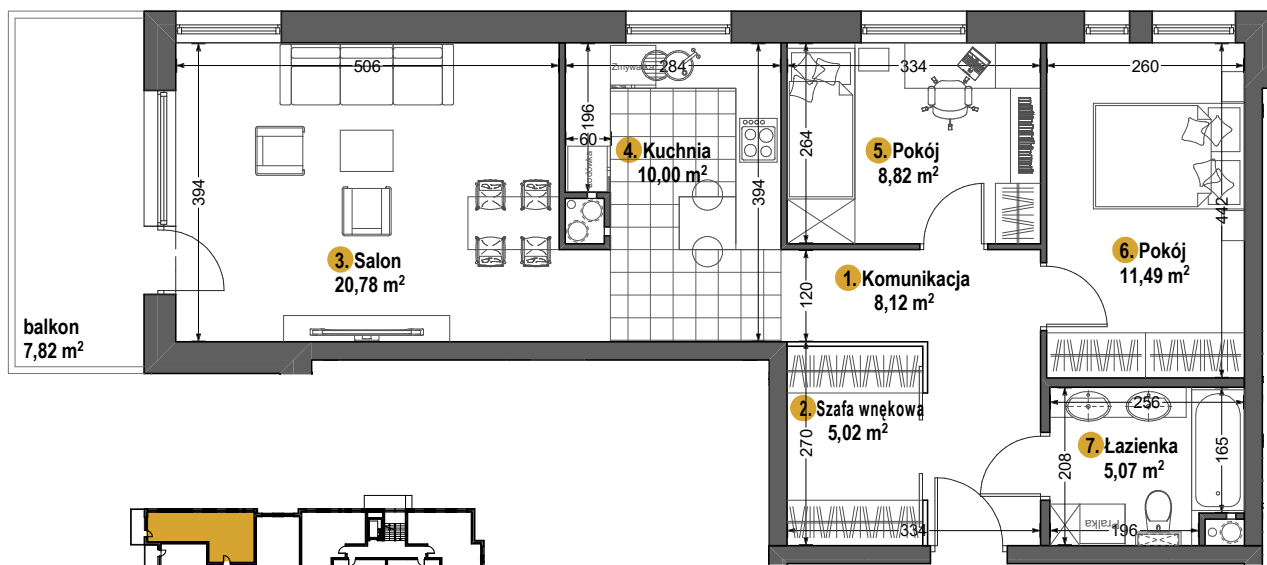 506
394
3. Salon
20,78 m²
balkon
7,82 m²
Zmywarka
284
196
60
Lodówka
4. Kuchnia
10,00 m²
394
334
264
5. Pokój
8,82 m²
260
442
6. Pokój
11,49 m²
1. Komunikacja
8,12 m²
120
2. Szafa wnękowa
5,02 m²
270
334
256
165
208
7. Łazienka
5,07 m²
Pralka
196